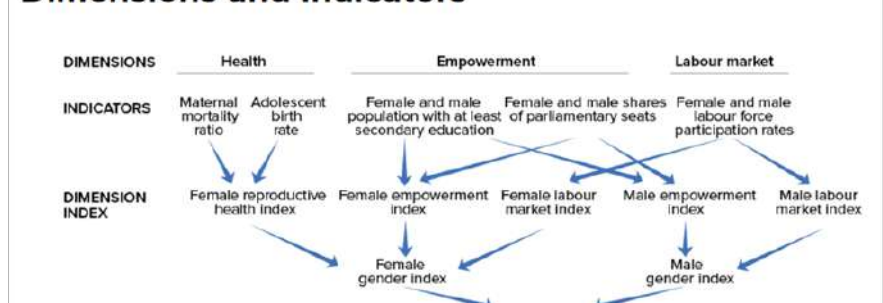 Dimensions and Indicators
DIMENSIONS Health Empowerment Labour market
INDICATORS
Maternal mortality ratio
Adolescent birth rate
Female and male population with at least secondary education
Female and male shares of parliamentary seats
Female and male labour force participation rates
DIMENSION INDEX
Female reproductive health index
Female empowerment index
Female labour market index
Male empowerment index
Male labour market index
Female gender index
Male gender index